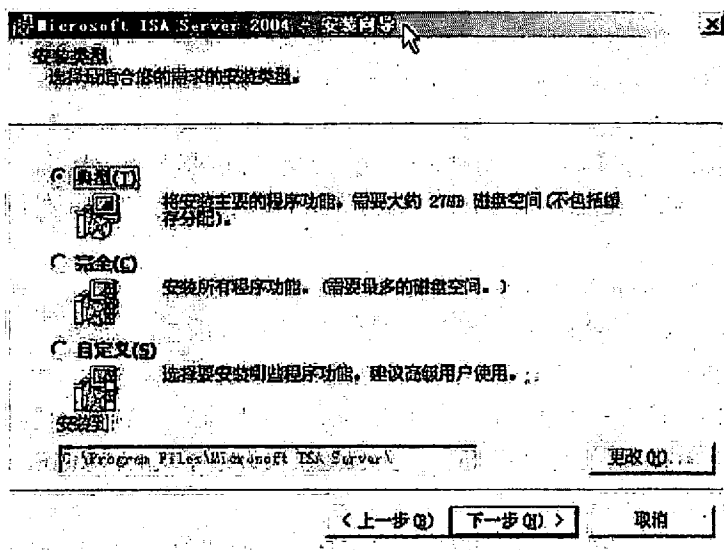 Microsoft ISA Server 2004 - 安装向导
安装类型
选择最适合您的需求的安装类型。
典型(T)
将安装主要的程序功能。需要大约 27MB 磁盘空间(不包括缓
存分配)。
完全(C)
安装所有程序功能。(需要最多的磁盘空间。)
自定义(S)
选择要安装哪些程序功能。建议高级用户使用。
安装到:
\Program Files\Microsoft ISA Server\
更改
<上一步(B)
下一步(N) >
取消